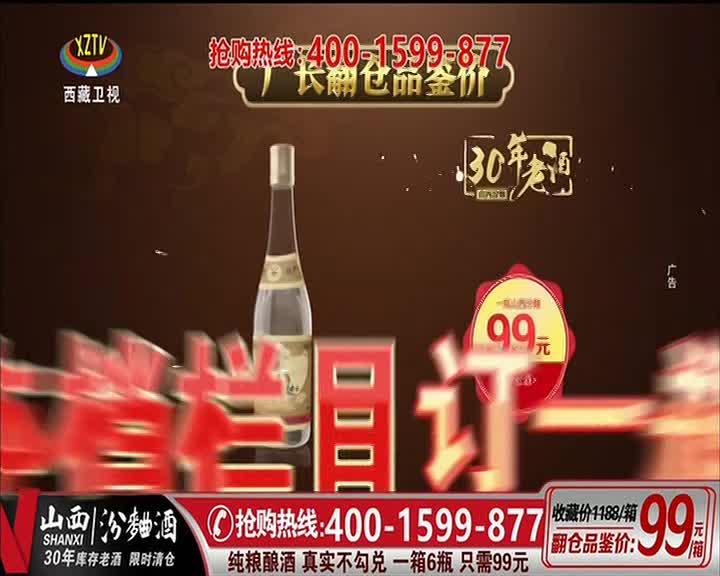 XZTV
西藏卫视
抢购热线:400-1599-877
厂长翻仓品鉴价
30年老酒
广告
99元
栏目订一
山西
SHANXI
汾麯酒
30年库存老酒 限时清仓
抢购热线:400-1599-877
纯粮酿酒 真实不勾兑 一箱6瓶 只需99元
收藏价1188/箱
翻仓品鉴价:99元/箱